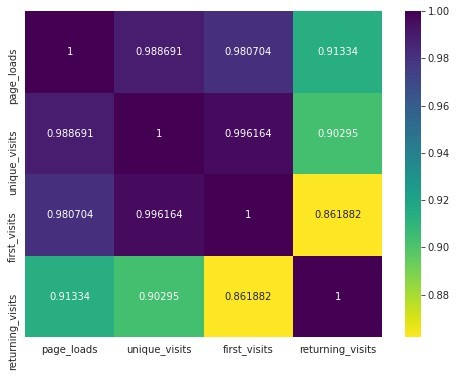 page_loads 1 0.988691 0.980704 0.91334
unique_visits 0.988691 1 0.996164 0.90295
first_visits 0.980704 0.996164 1 0.861882
returning_visits 0.91334 0.90295 0.861882 1
page_loads unique_visits first_visits returning_visits
1.00
0.98
0.96
0.94
0.92
0.90
0.88